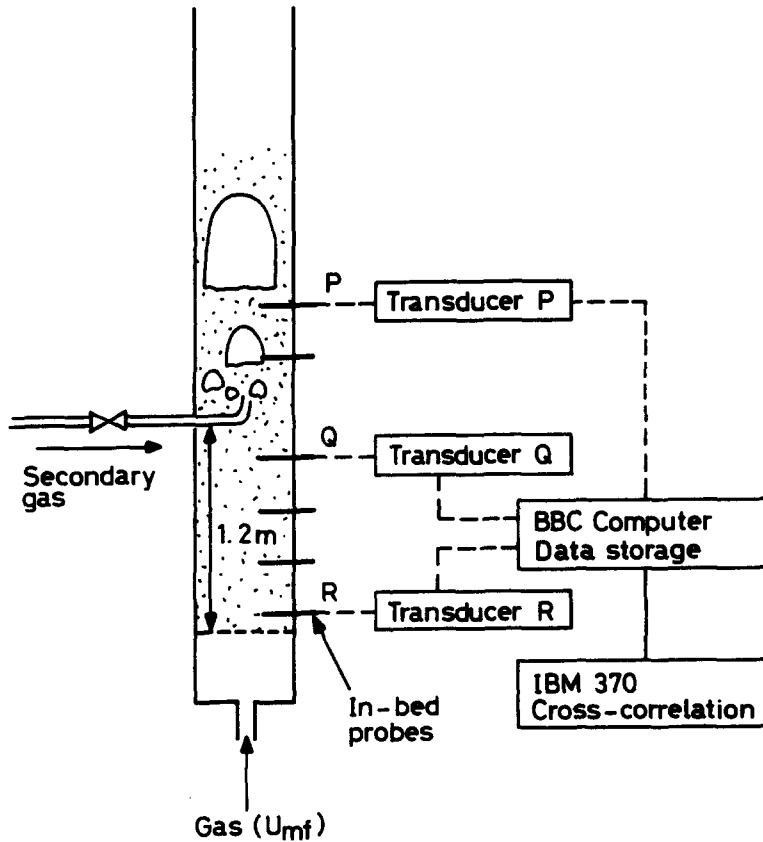 P
Transducer P
Q
Transducer Q
Secondary
gas
1.2m
BBC Computer
Data storage
R
Transducer R
In-bed
probes
IBM 370
Cross-correlation
Gas (Umf)